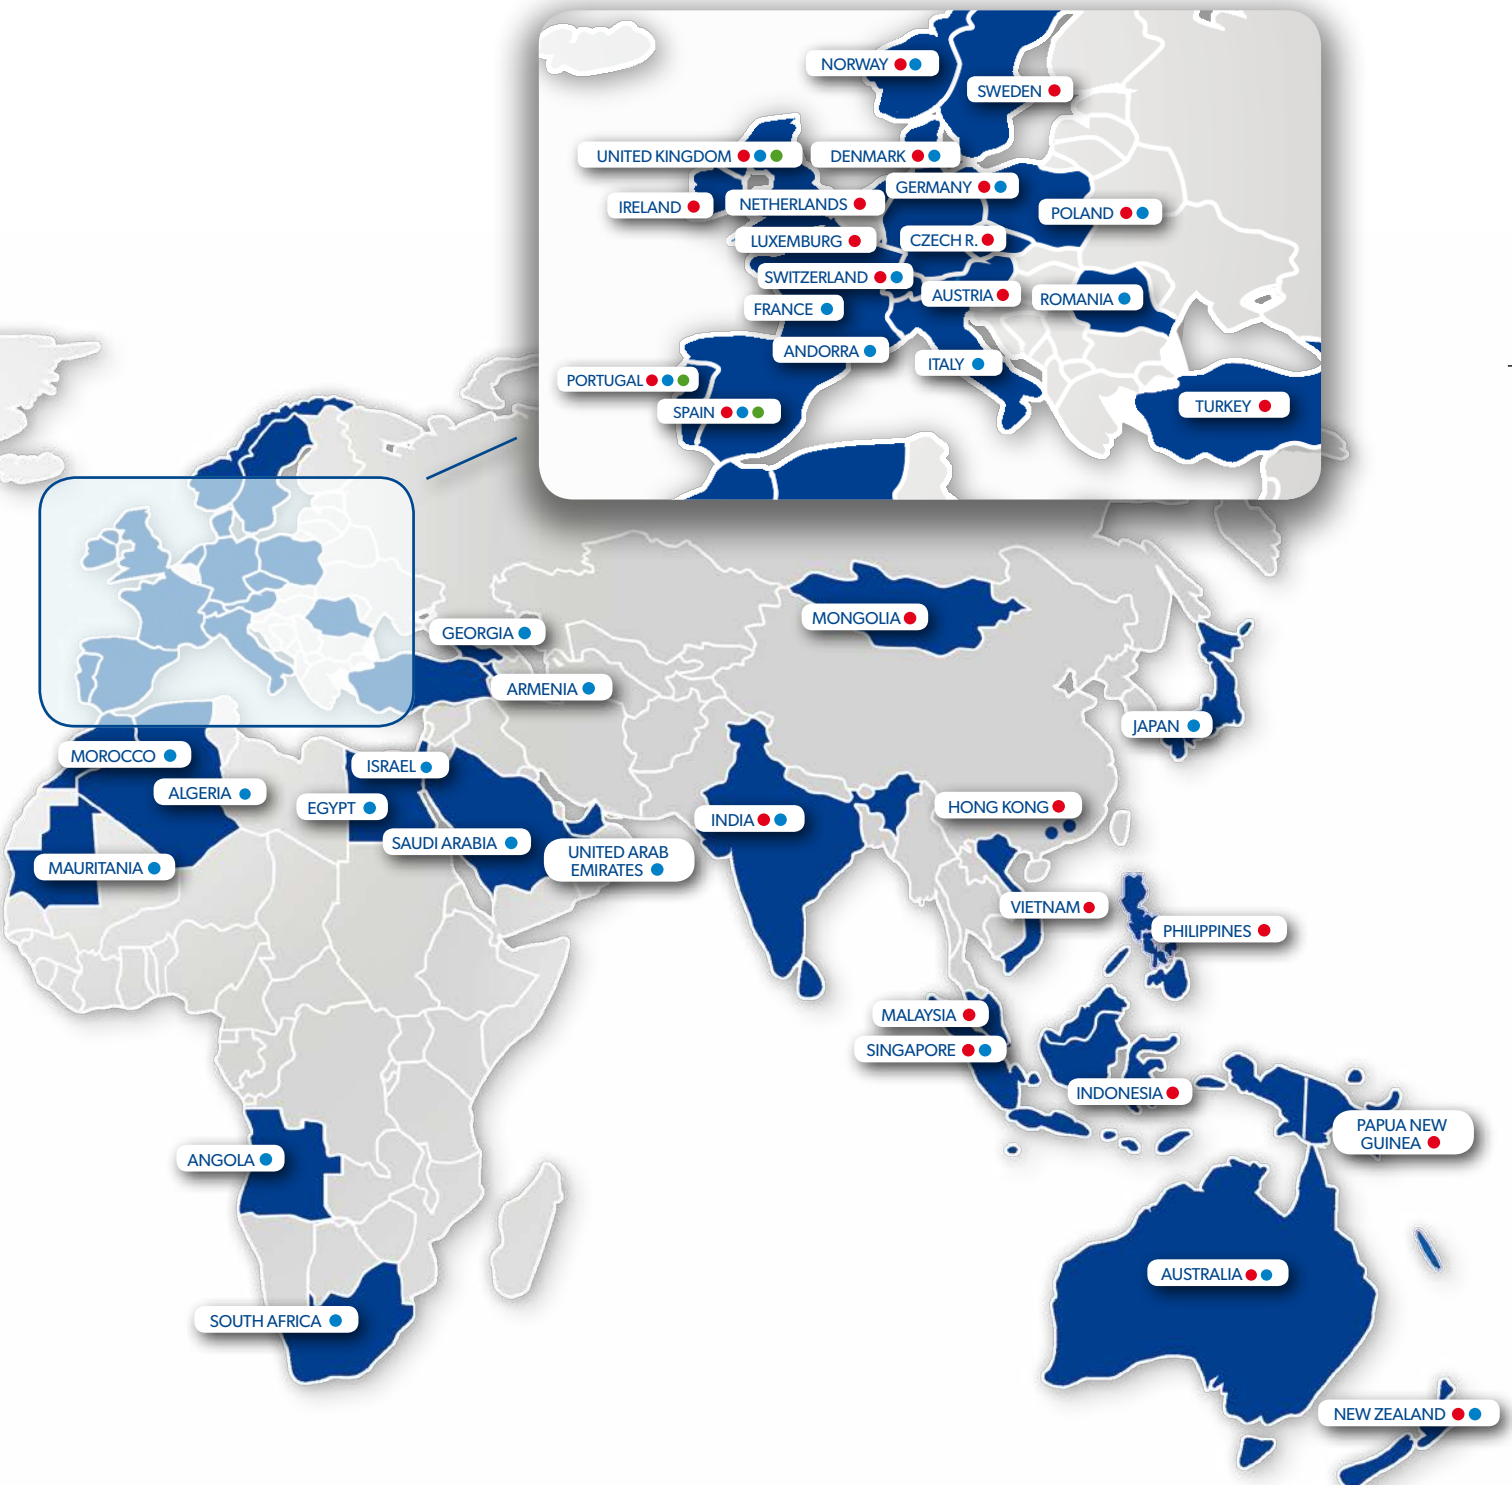 NORWAY
SWEDEN
UNITED KINGDOM
DENMARK
GERMANY
IRELAND
NETHERLANDS
POLAND
LUXEMBURG
CZECH R.
SWITZERLAND
AUSTRIA
ROMANIA
FRANCE
ANDORRA
ITALY
PORTUGAL
SPAIN
TURKEY
MONGOLIA
GEORGIA
ARMENIA
JAPAN
MOROCCO
ISRAEL
ALGERIA
EGYPT
HONG KONG
INDIA
SAUDI ARABIA
UNITED ARAB
EMIRATES
MAURITANIA
VIETNAM
PHILIPPINES
MALAYSIA
SINGAPORE
INDONESIA
PAPUA NEW
GUINEA
ANGOLA
AUSTRALIA
SOUTH AFRICA
NEW ZEALAND